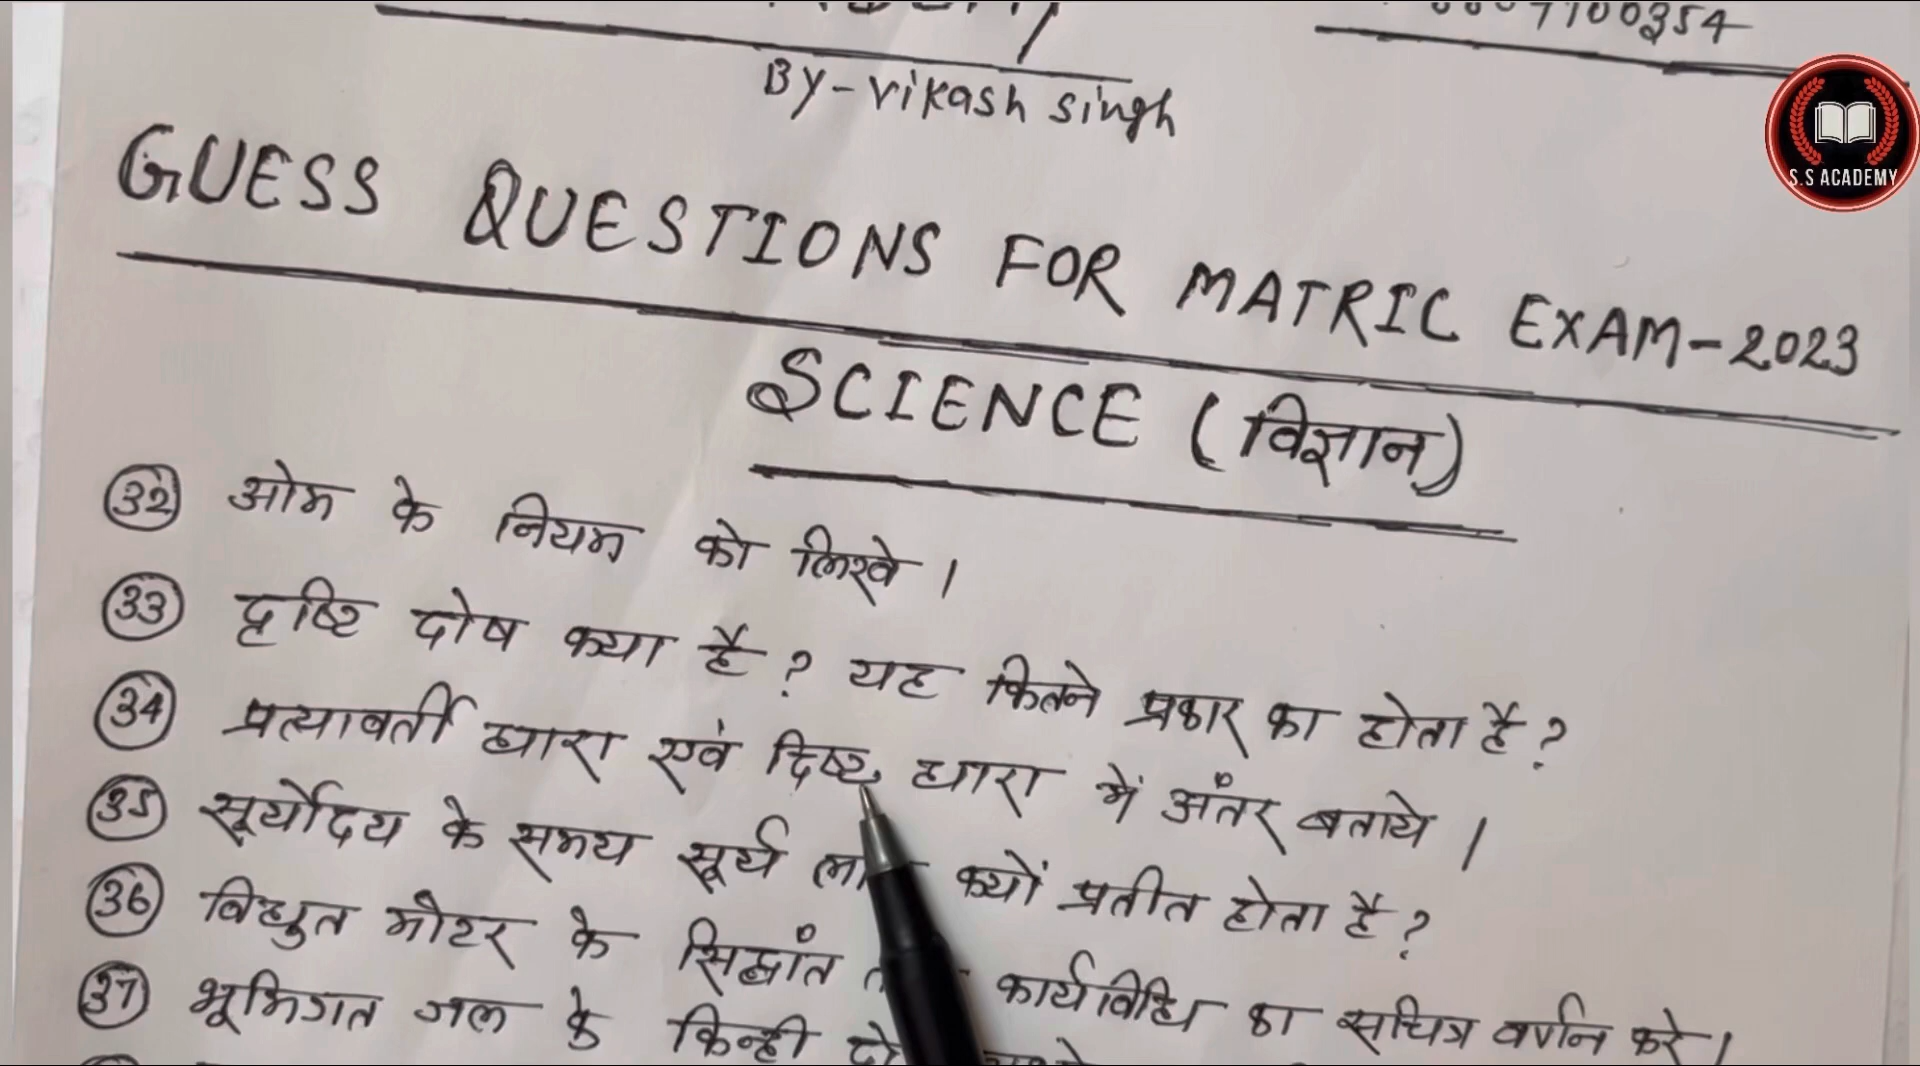 By-Vikash Singh
S.S ACADEMY
GUESS QUESTIONS FOR MATRIC EXAM-2023
SCIENCE (विज्ञान)
32 ओम के नियम को लिखे ।
33 दृष्टि दोष क्या है ? यह कितने प्रकार का होता है ?
34 प्रत्यावर्ती धारा एवं दिष्ट धारा में अंतर बताये ।
35 सूर्योदय के समय सूर्य क्यों प्रतीत होता है ?
36 विधुत मोटर के सिद्धांत कार्यविधि का सचित्र वर्णन करे ।
37 भूमिगत जल के किन्ही दो